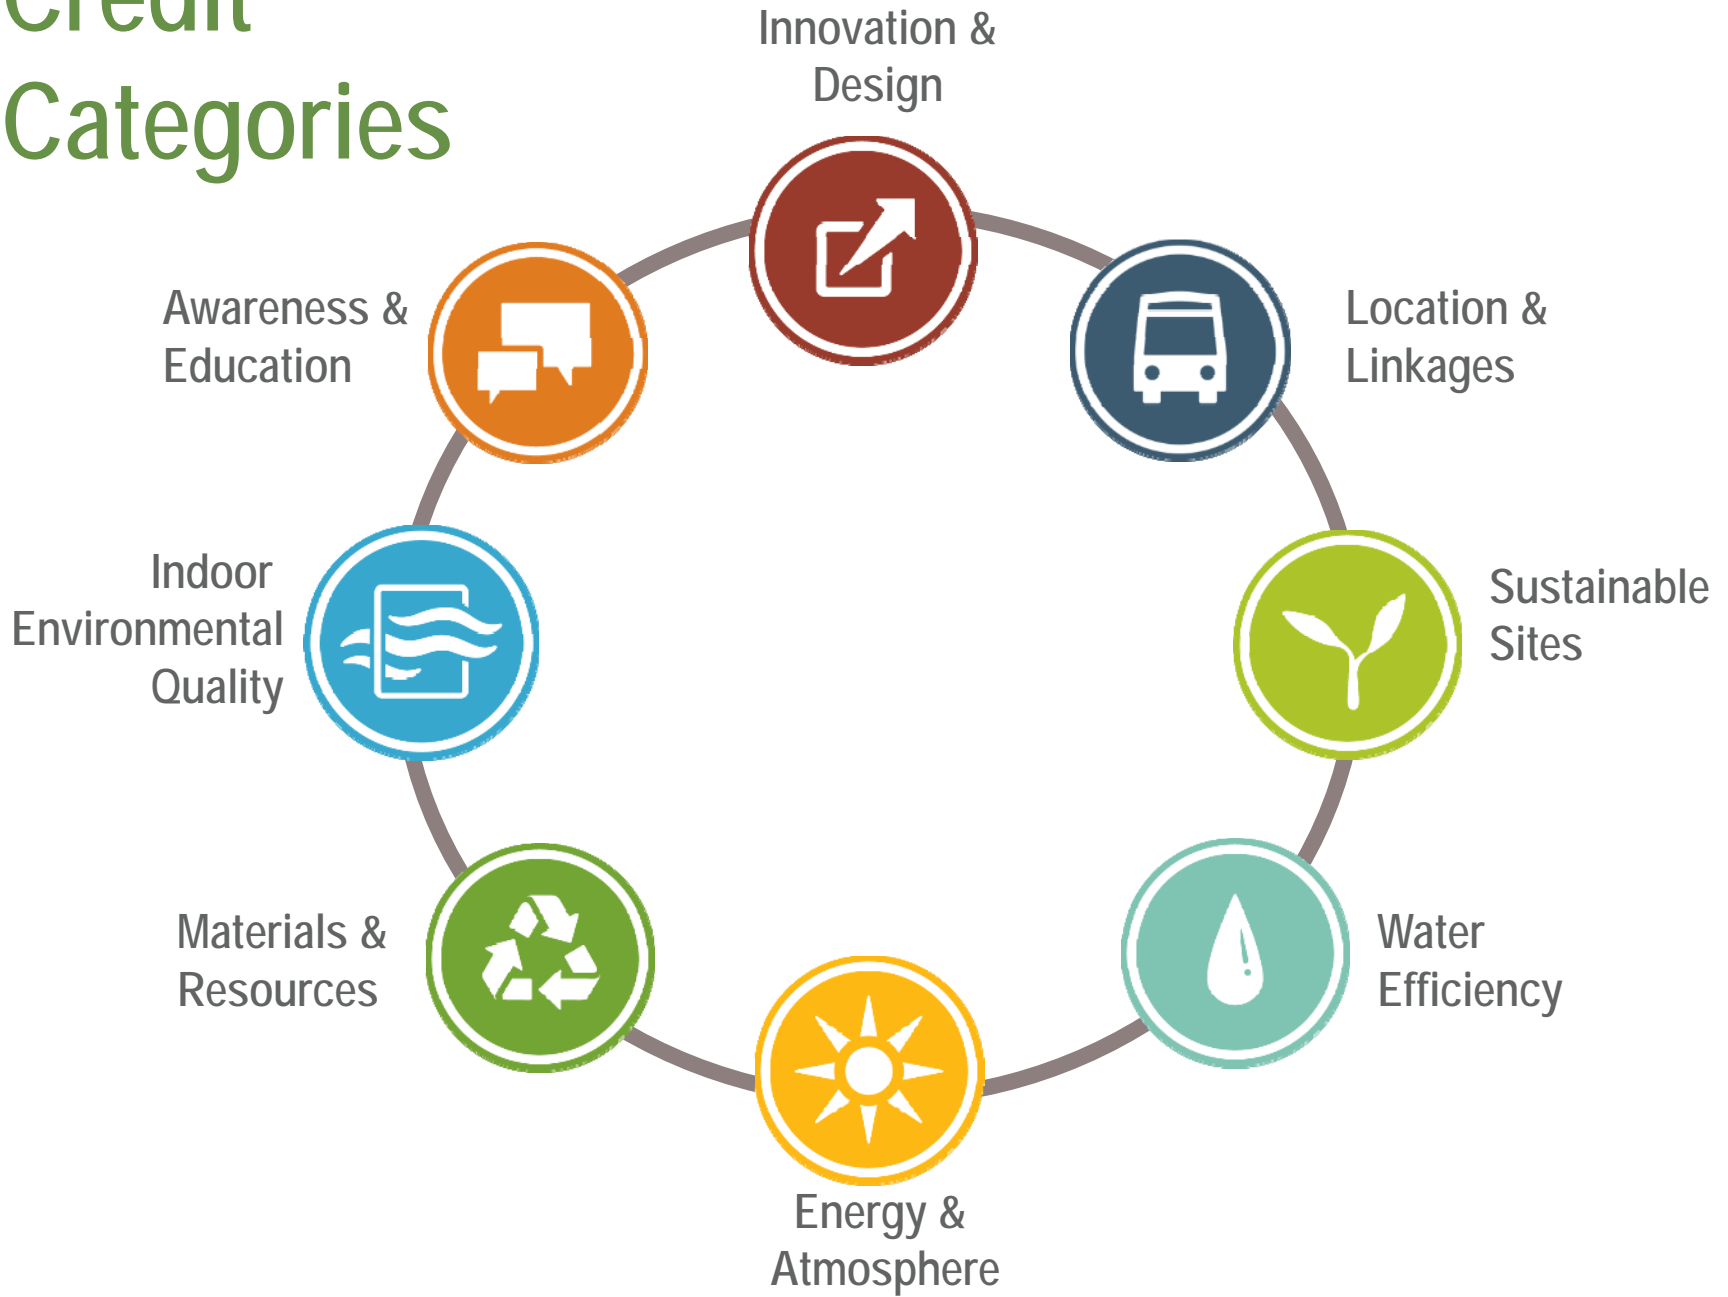 Credit
Categories
Innovation &
Design
Location &
Linkages
Sustainable
Sites
Water
Efficiency
Energy &
Atmosphere
Materials &
Resources
Indoor
Environmental
Quality
Awareness &
Education